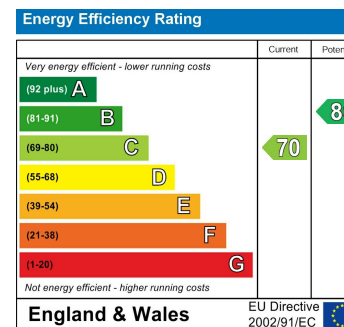 Energy Efficiency Rating
Current
Very energy efficient - lower running costs
(92 plus) A
(81-91) B
8
(69-80) C
70
(55-68) D
(39-54) E
(21-38) F
(1-20) G
Not energy efficient - higher running costs
England & Wales
EU Directive
2002/91/EC